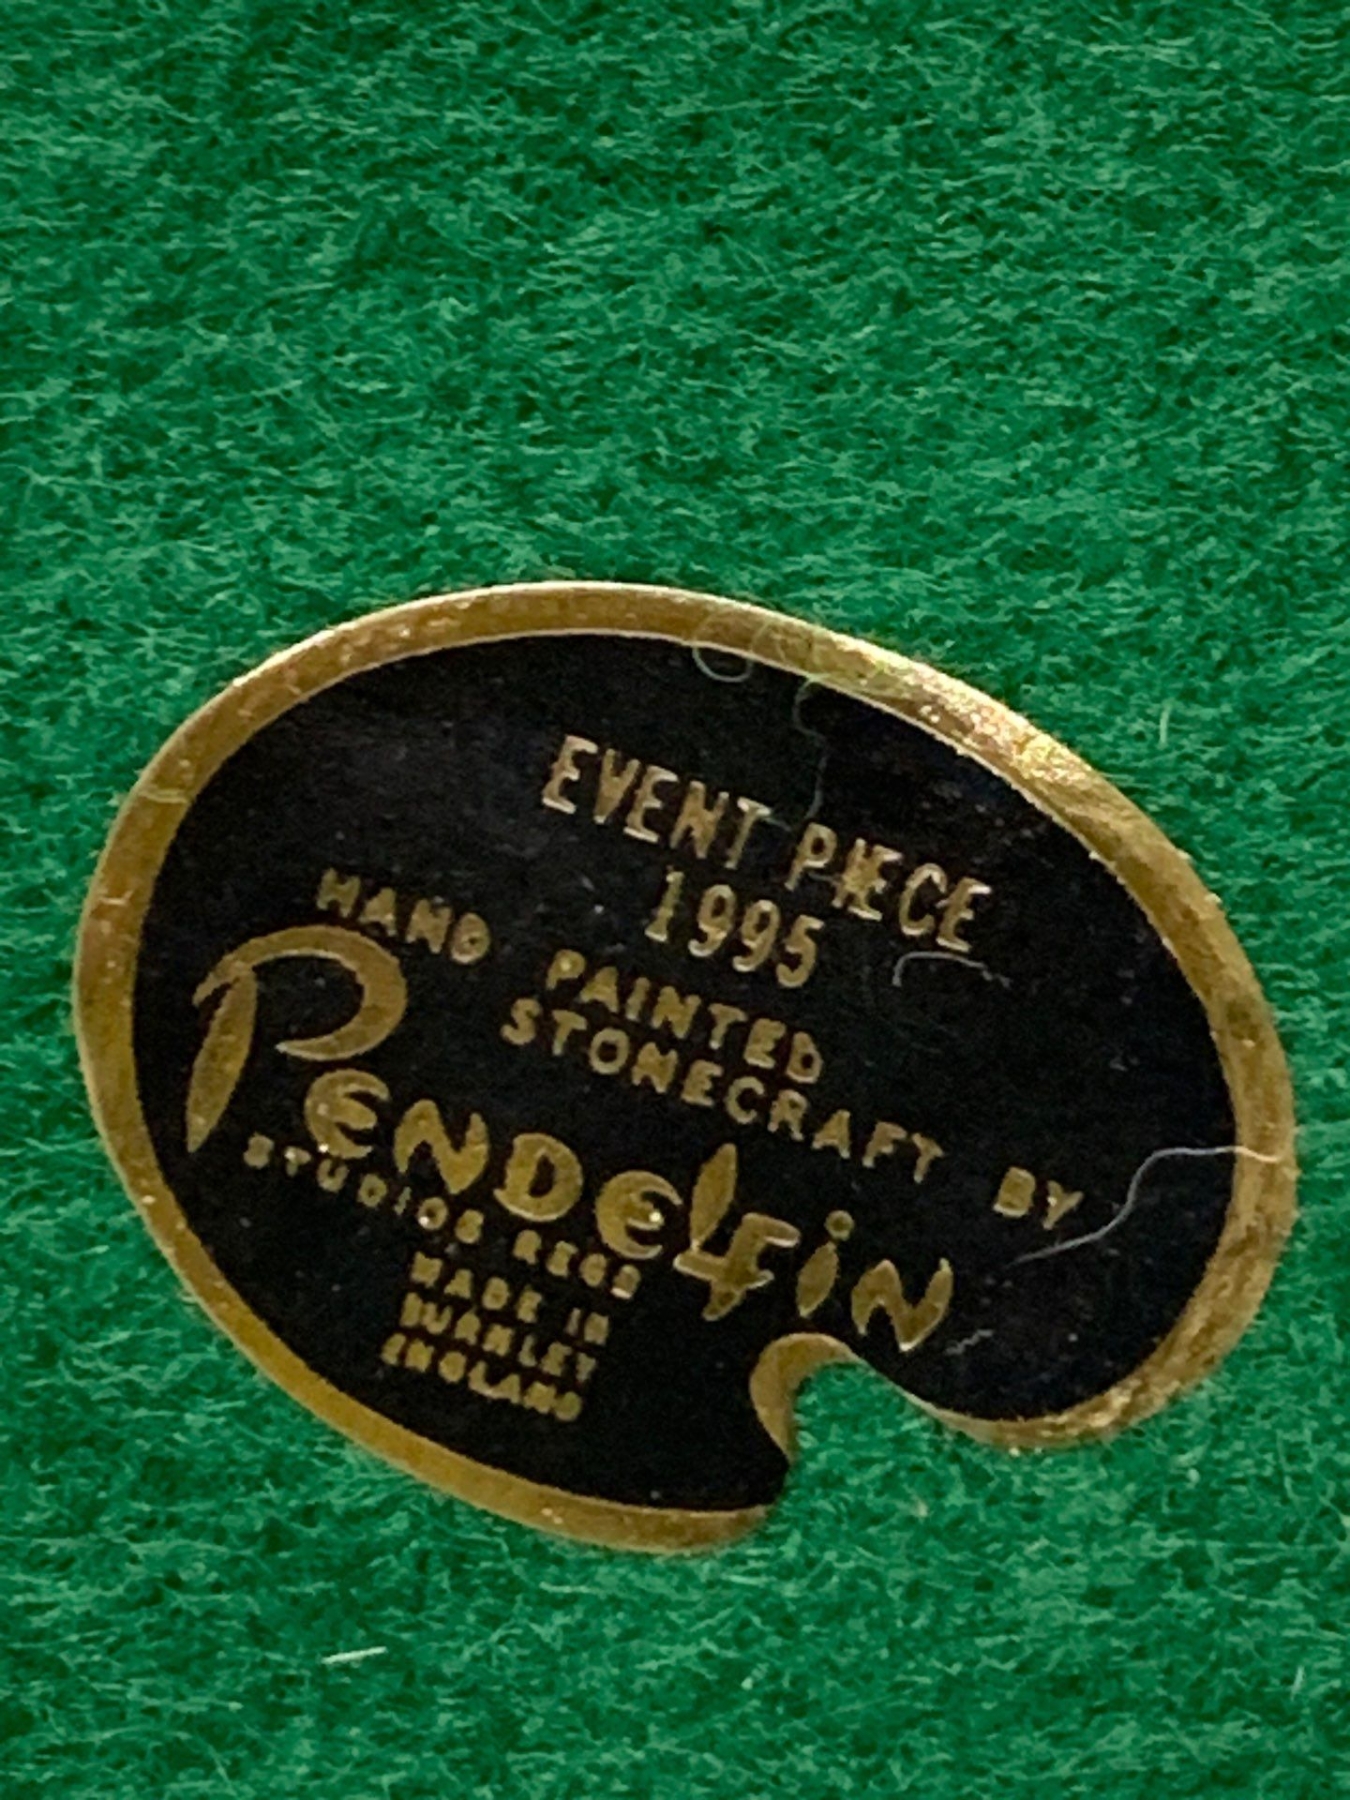 EVENT PIECE
1995
HAND PAINTED
STONECRAFT BY
PENDELFIN
STUDIOS REGD
MADE IN
BURNLEY
ENGLAND